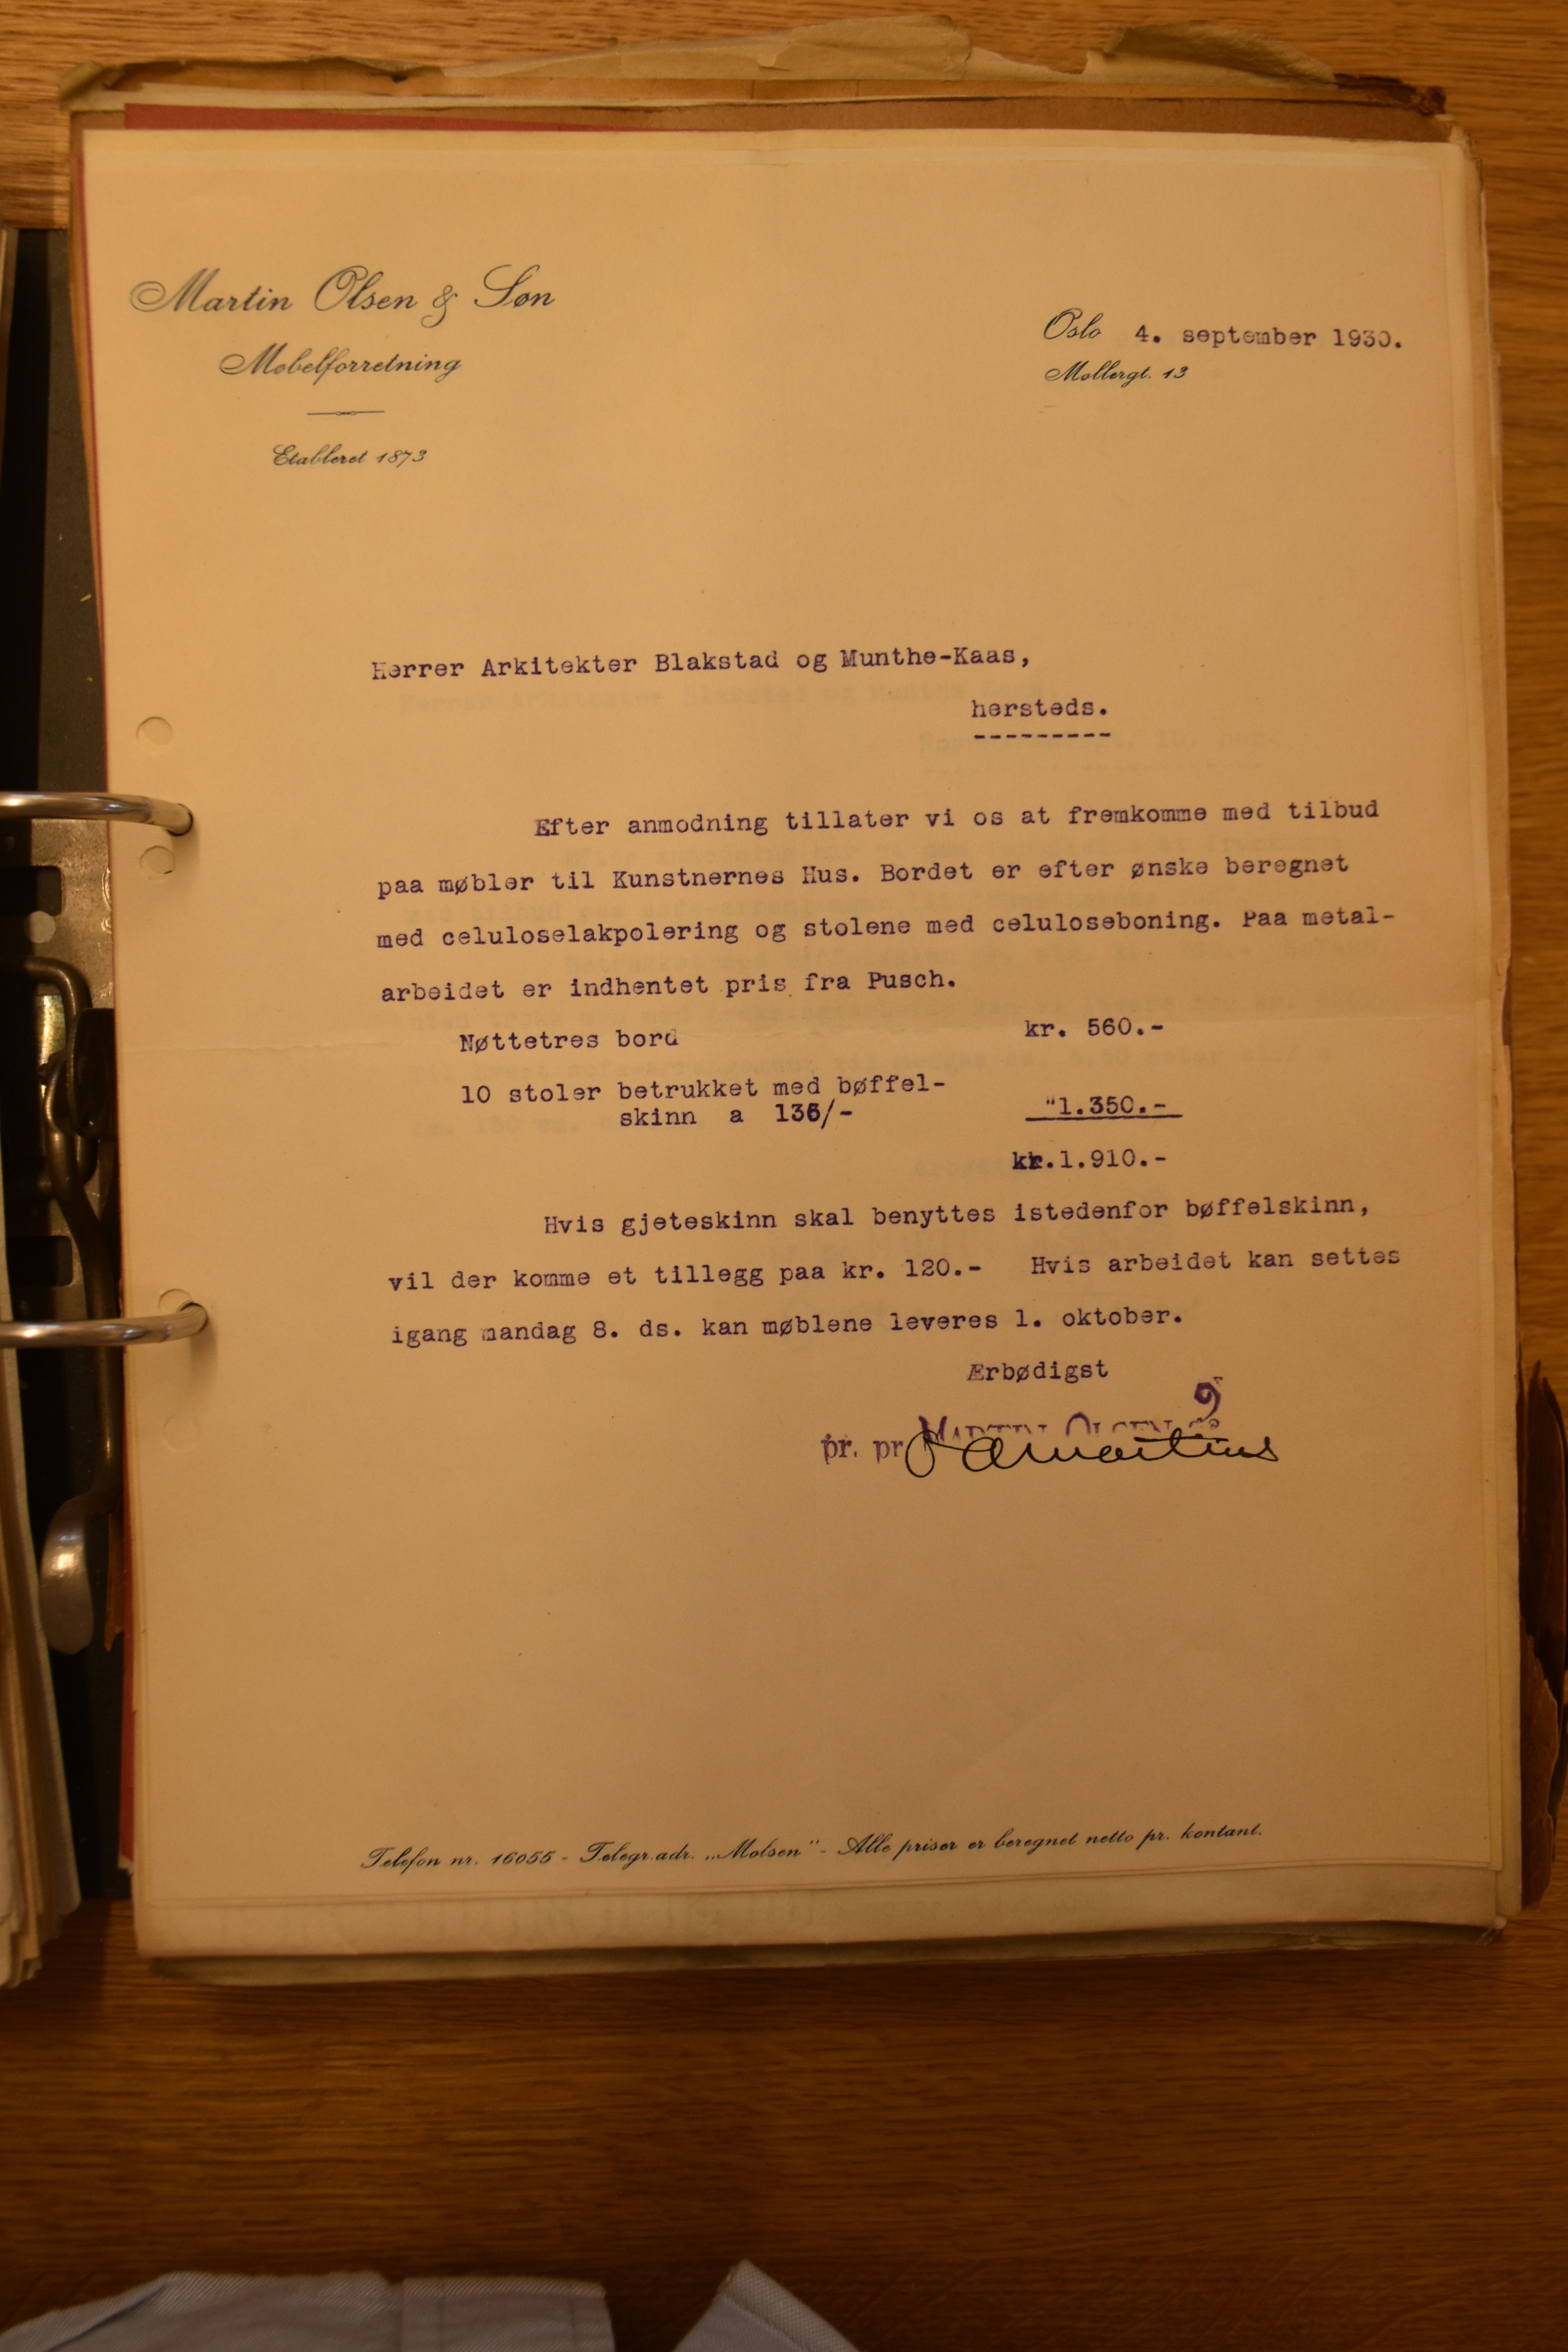 Martin Olsen & Søn
Møbelforretning
Etableret 1873
Oslo 4. september 1930.
Møllergt. 13
Herrer Arkitekter Blakstad og Munthe-Kaas,
hersteds.
---------
Efter anmodning tillater vi os at fremkomme med tilbud
paa møbler til Kunstnernes Hus. Bordet er efter ønske beregnet
med celuloselakpolering og stolene med celuloseboning. Paa metal-
arbeidet er indhentet pris fra Pusch.
Nøttetres bord kr. 560.-
10 stoler betrukket med bøffel-
skinn a 135/- "1.350.-
kr.1.910.-
Hvis gjeteskinn skal benyttes istedenfor bøffelskinn,
vil der komme et tillegg paa kr. 120.- Hvis arbeidet kan settes
igang mandag 8. ds. kan møblene leveres 1. oktober.
Ærbødigst
pr. pr. MARTIN OLSEN &
Telefon nr. 16055 - Telegr.adr. „Molsen" - Alle priser er beregnet netto pr. kontant.